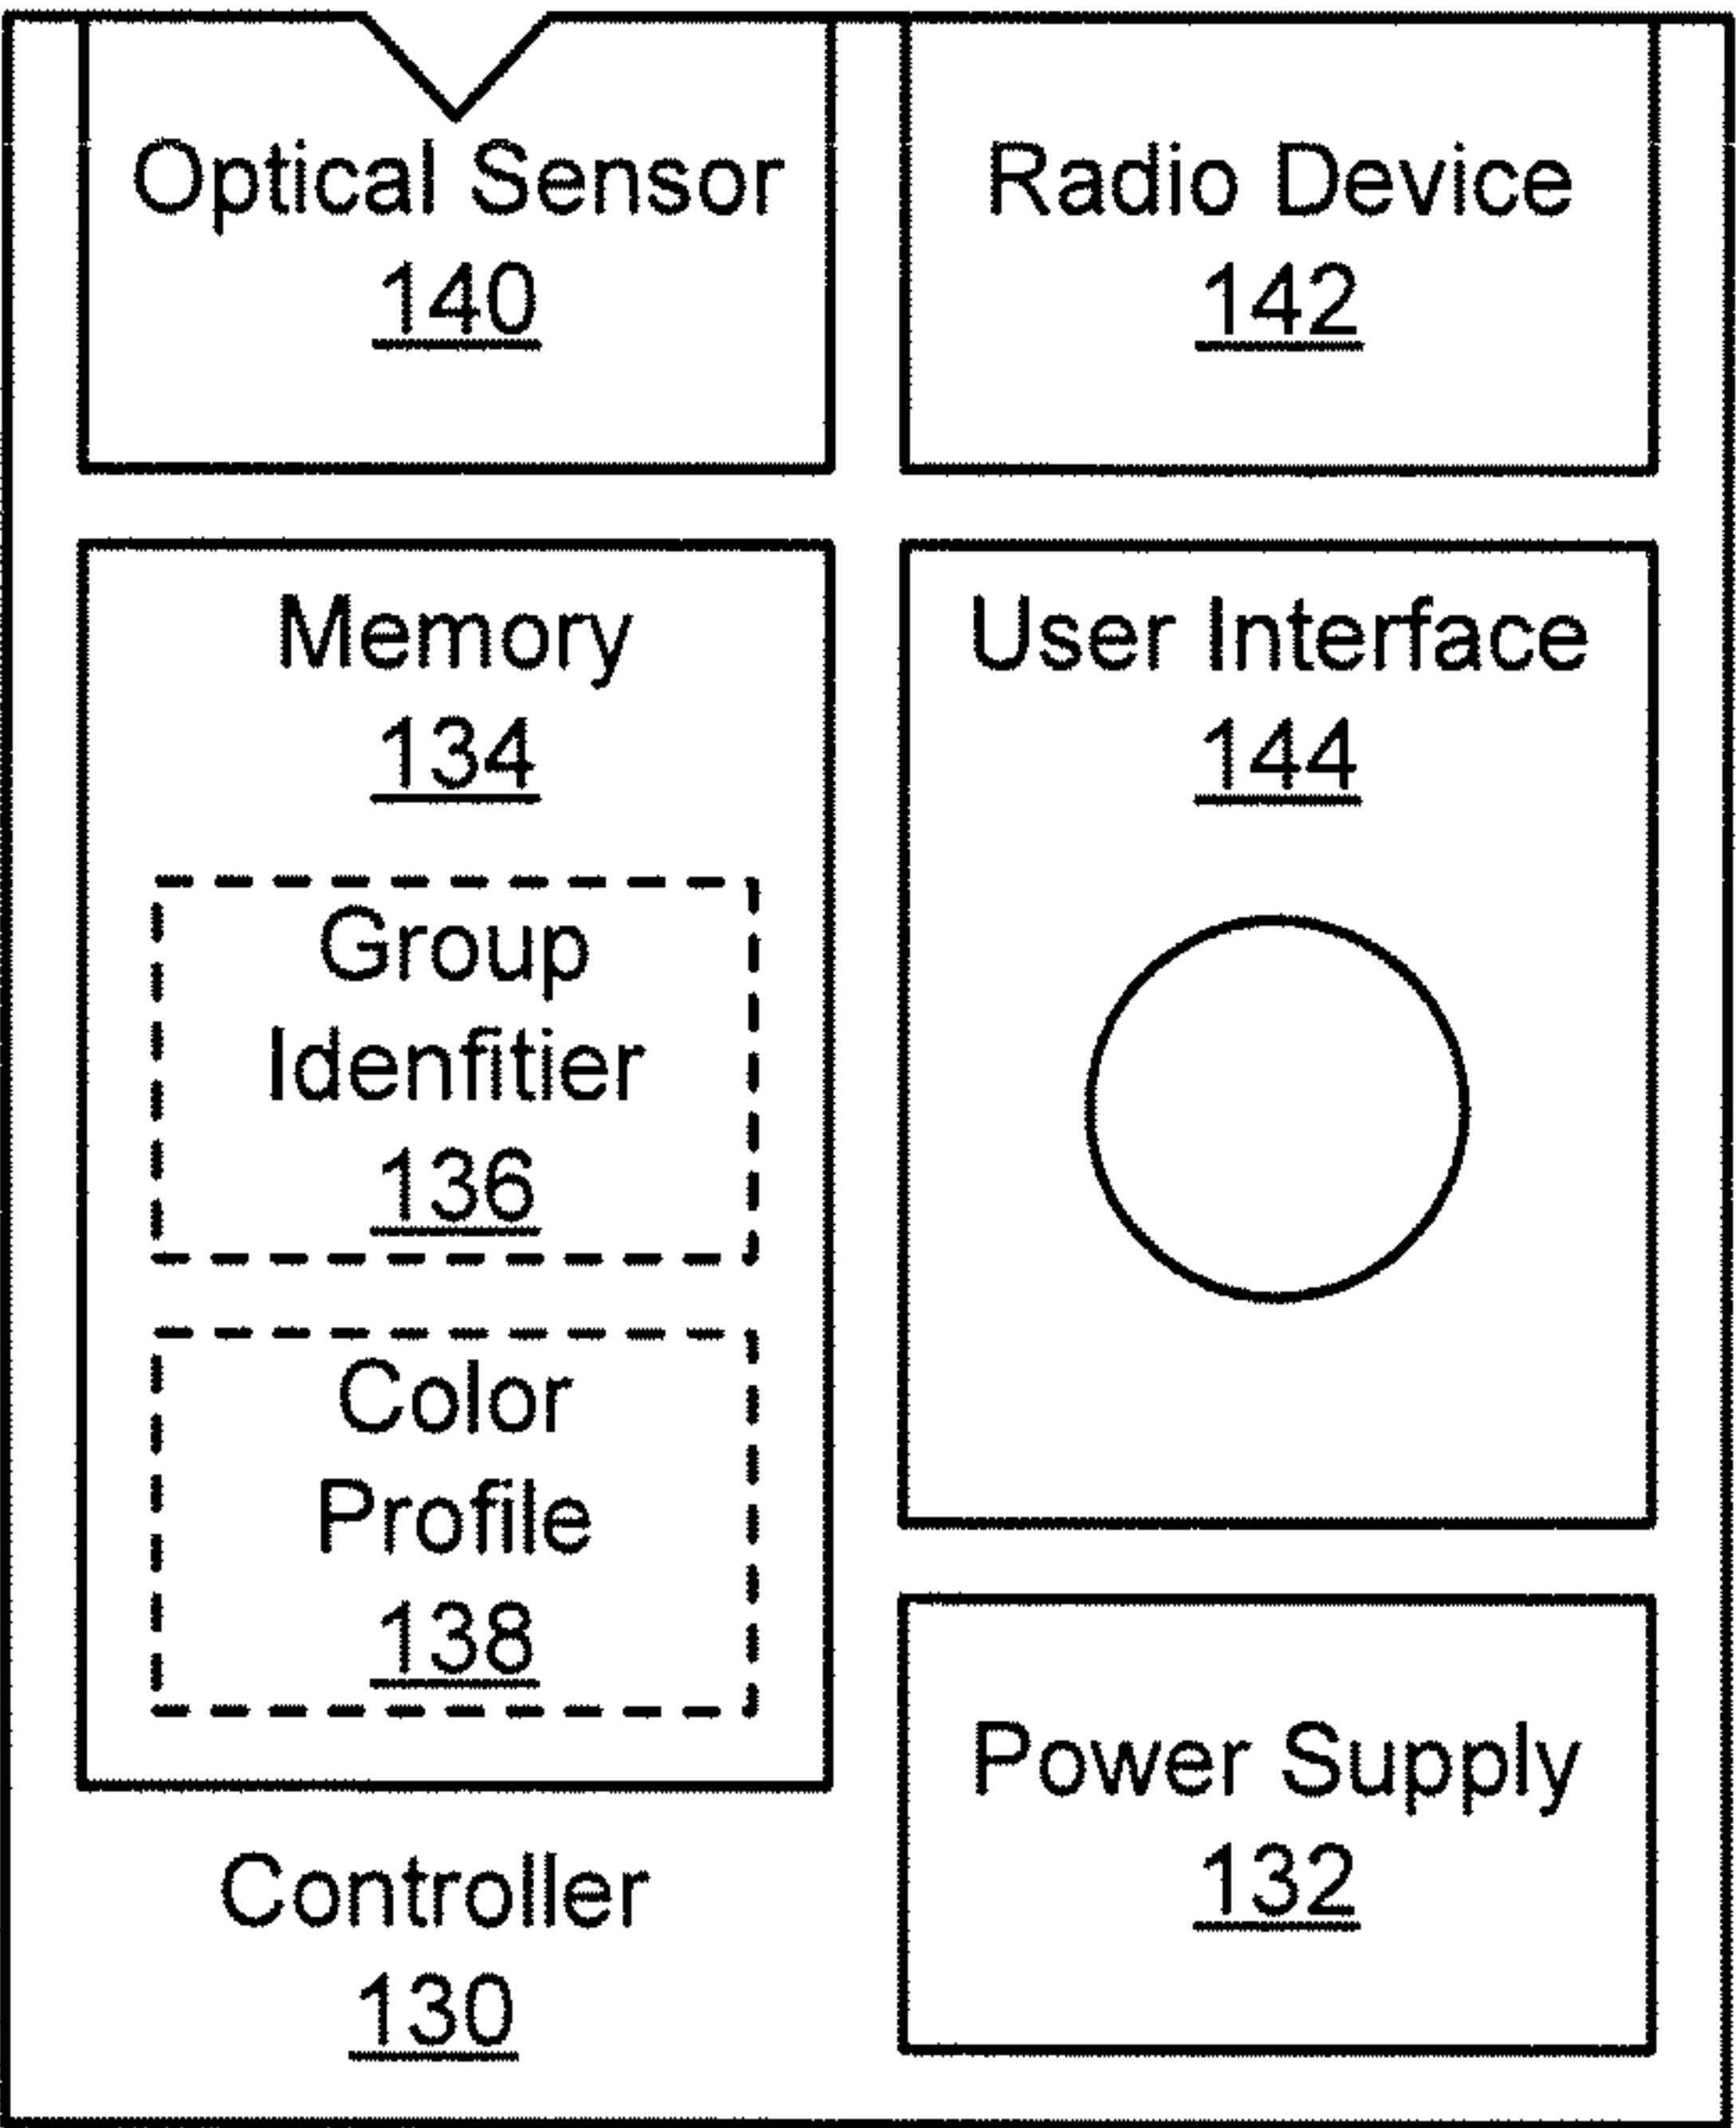 Optical Sensor
140
Radio Device
142
Memory
134
Group
Idenfitier
136
Color
Profile
138
User Interface
144
Power Supply
132
Controller
130